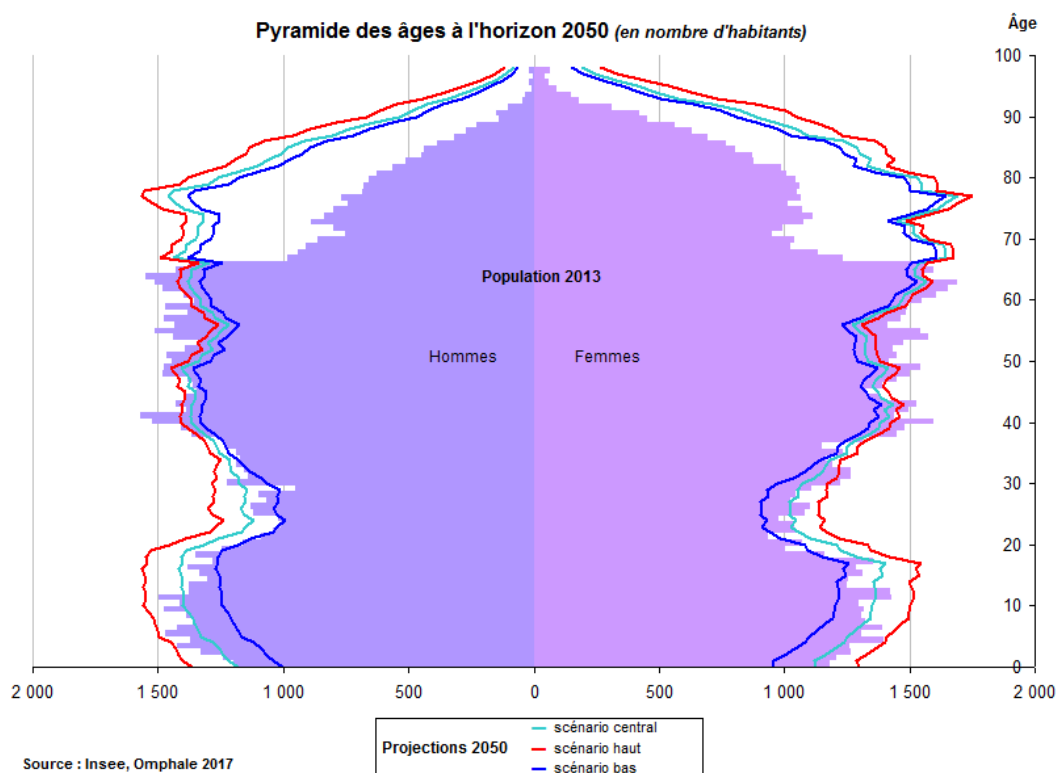 Pyramide des âges à l'horizon 2050 (en nombre d'habitants)
Âge
100
90
80
70
60
50
40
30
20
10
0
Population 2013
Hommes
Femmes
2 000
1 500
1 000
500
0
500
1 000
1 500
2 000
Projections 2050
scénario central
scénario haut
scénario bas
Source : Insee, Omphale 2017